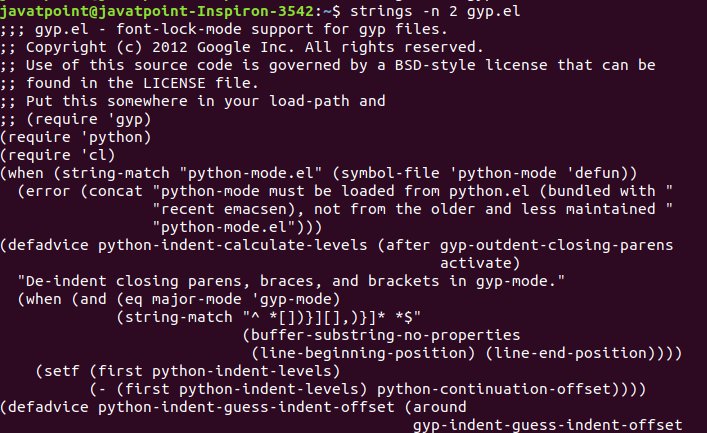 javatpoint@javatpoint-Inspiron-3542:~$ strings -n 2 gyp.el
;;; gyp.el - font-lock-mode support for gyp files.
;; Copyright (c) 2012 Google Inc. All rights reserved.
;; Use of this source code is governed by a BSD-style license that can be
;; found in the LICENSE file.
;; Put this somewhere in your load-path and
;; (require 'gyp)
(require 'python)
(require 'cl)
(when (string-match "python-mode.el" (symbol-file 'python-mode 'defun))
  (error (concat "python-mode must be loaded from python.el (bundled with "
                 "recent emacsen), not from the older and less maintained "
                 "python-mode.el")))
(defadvice python-indent-calculate-levels (after gyp-outdent-closing-parens
                                                 activate)
  "De-indent closing parens, braces, and brackets in gyp-mode."
  (when (and (eq major-mode 'gyp-mode)
             (string-match "^ *[])}][],)}]* *$"
                           (buffer-substring-no-properties
                            (line-beginning-position) (line-end-position))))
    (setf (first python-indent-levels)
          (- (first python-indent-levels) python-continuation-offset))))
(defadvice python-indent-guess-indent-offset (around
                                              gyp-indent-guess-indent-offset